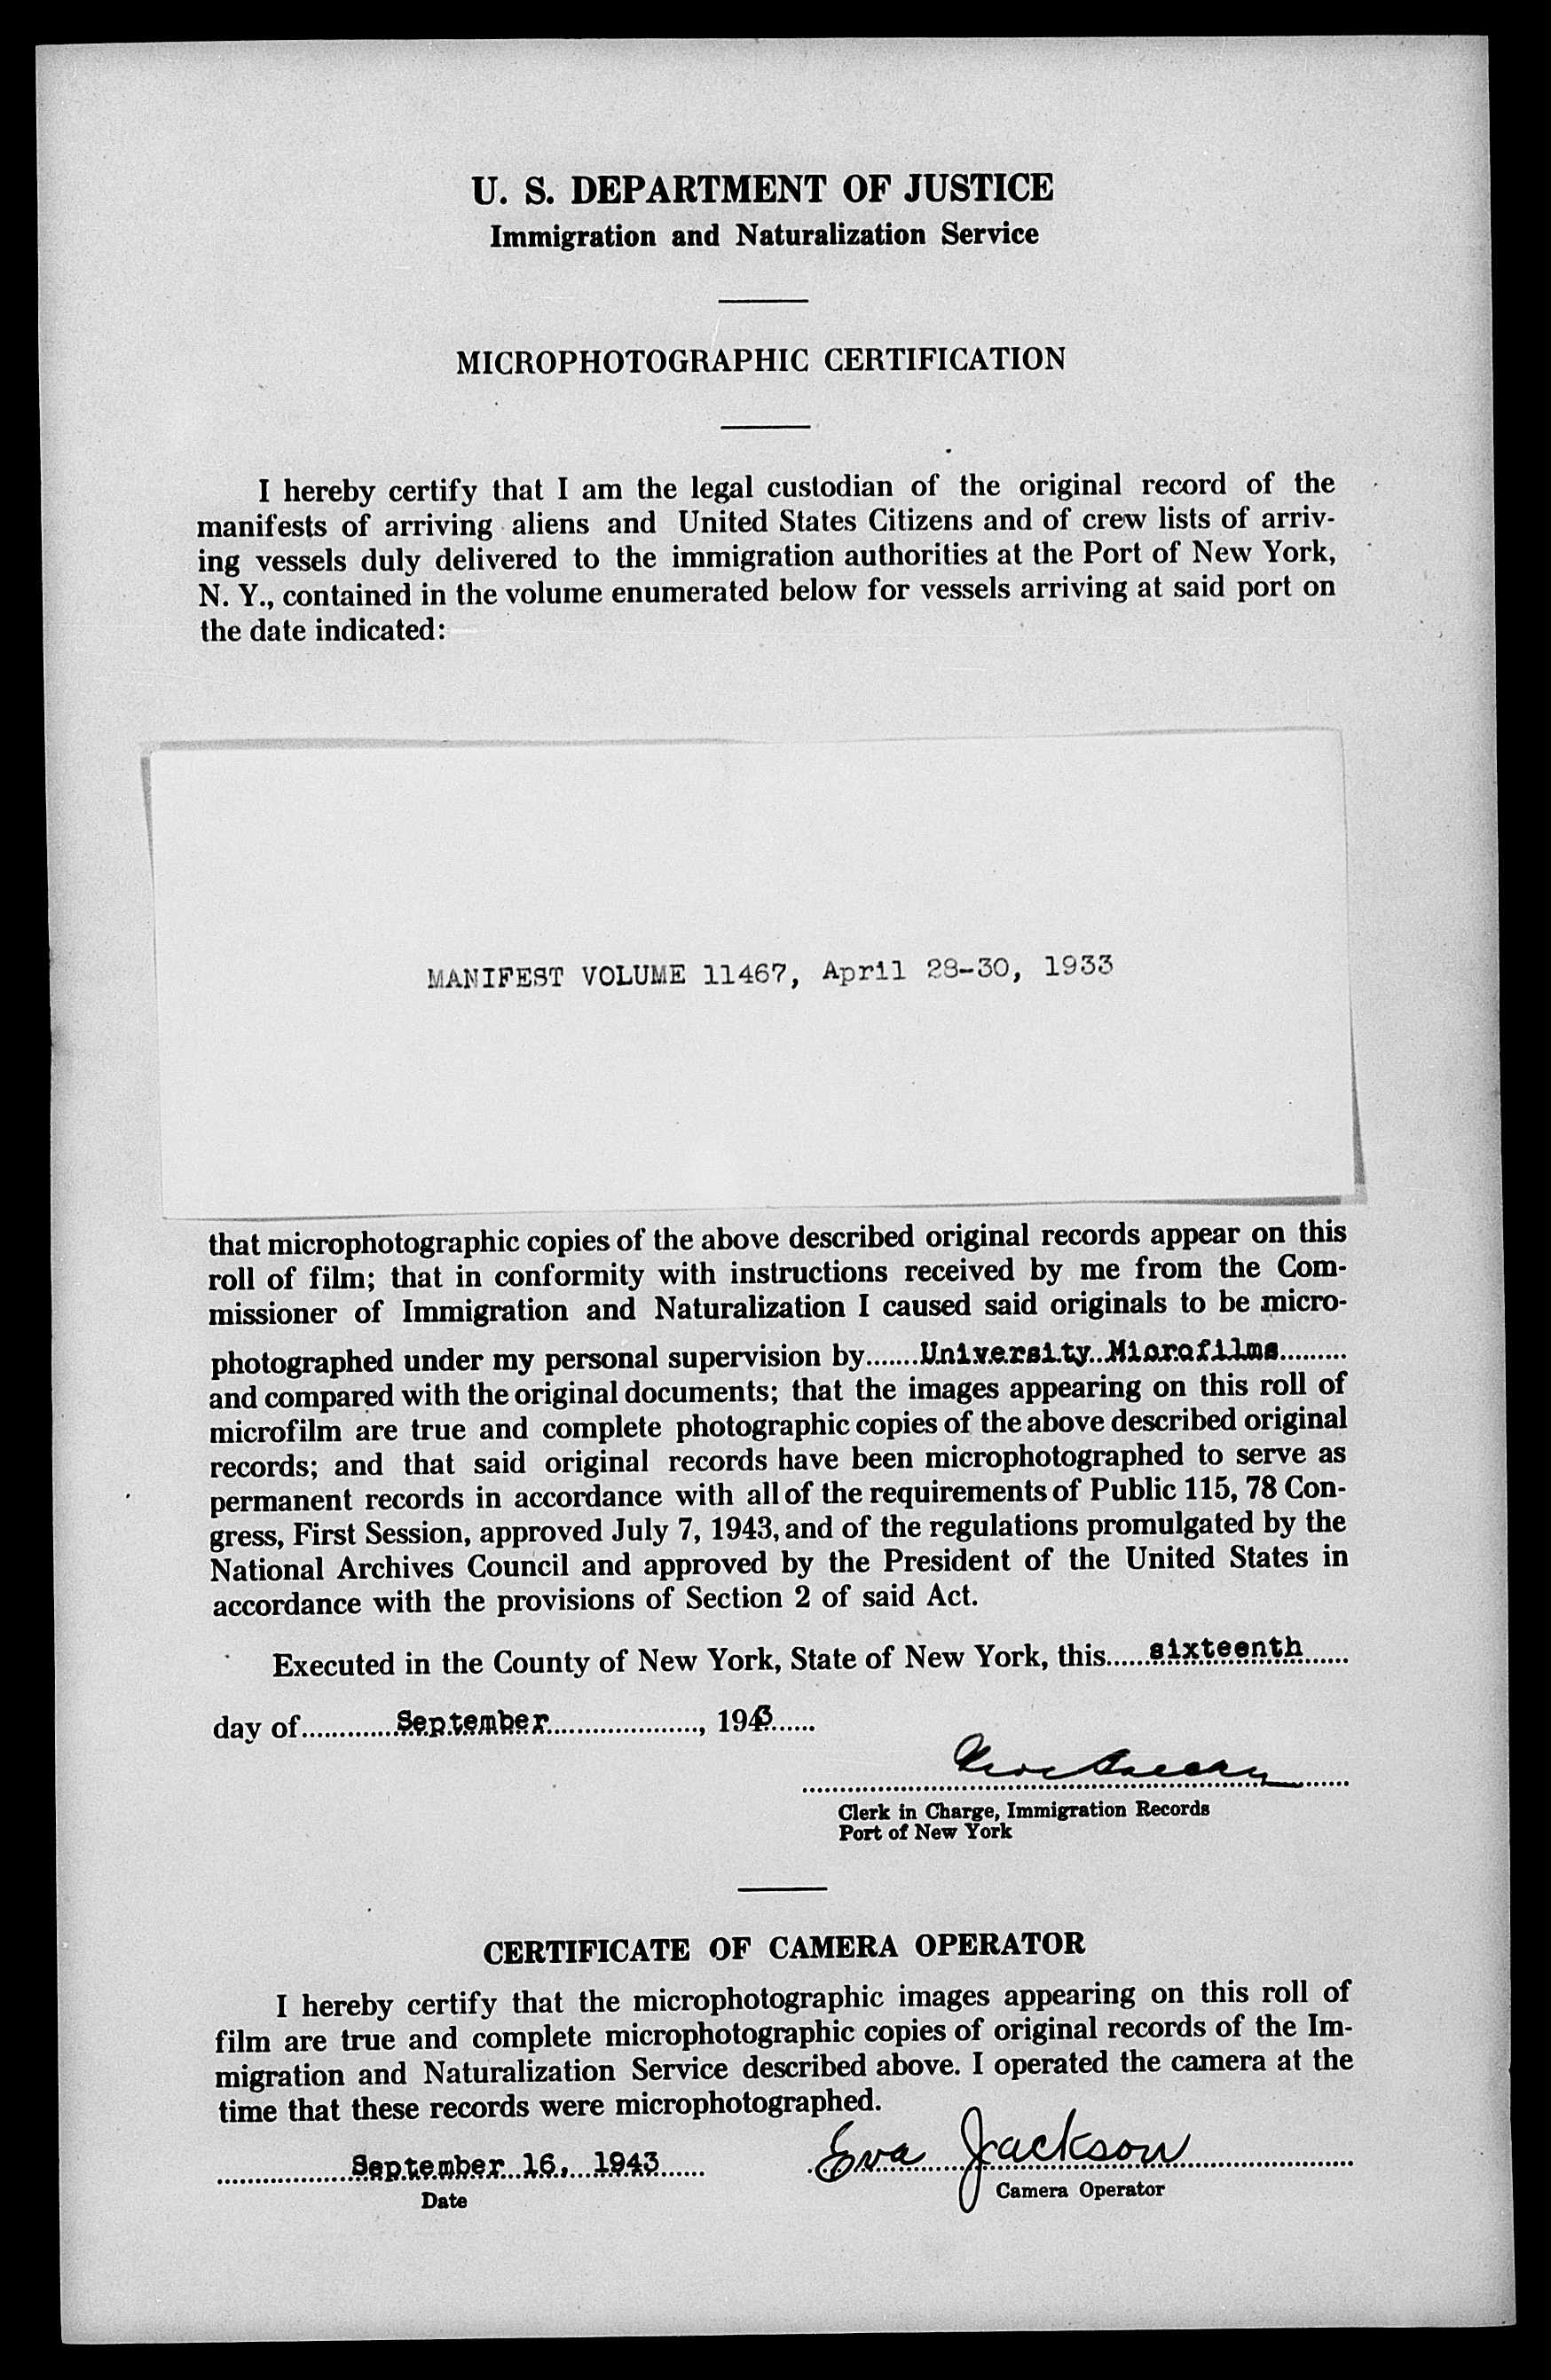 U. S. DEPARTMENT OF JUSTICE
Immigration and Naturalization Service
MICROPHOTOGRAPHIC CERTIFICATION
I hereby certify that I am the legal custodian of the original record of the
manifests of arriving aliens and United States Citizens and of crew lists of arriv-
ing vessels duly delivered to the immigration authorities at the Port of New York,
N. Y., contained in the volume enumerated below for vessels arriving at said port on
the date indicated:
MANIFEST VOLUME 11467, April 28-30, 1933
that microphotographic copies of the above described original records appear on this
roll of film; that in conformity with instructions received by me from the Com-
missioner of Immigration and Naturalization I caused said originals to be micro-
photographed under my personal supervision by.......University Microfilms.........
and compared with the original documents; that the images appearing on this roll of
microfilm are true and complete photographic copies of the above described original
records; and that said original records have been microphotographed to serve as
permanent records in accordance with all of the requirements of Public 115, 78 Con-
gress, First Session, approved July 7, 1943, and of the regulations promulgated by the
National Archives Council and approved by the President of the United States in
accordance with the provisions of Section 2 of said Act.
Executed in the County of New York, State of New York, this......sixteenth......
day of.............September....................., 1943......
Clerk in Charge, Immigration Records
Port of New York
CERTIFICATE OF CAMERA OPERATOR
I hereby certify that the microphotographic images appearing on this roll of
film are true and complete microphotographic copies of original records of the Im-
migration and Naturalization Service described above. I operated the camera at the
time that these records were microphotographed.
September 16, 1943 Eva Jackson
Date Camera Operator